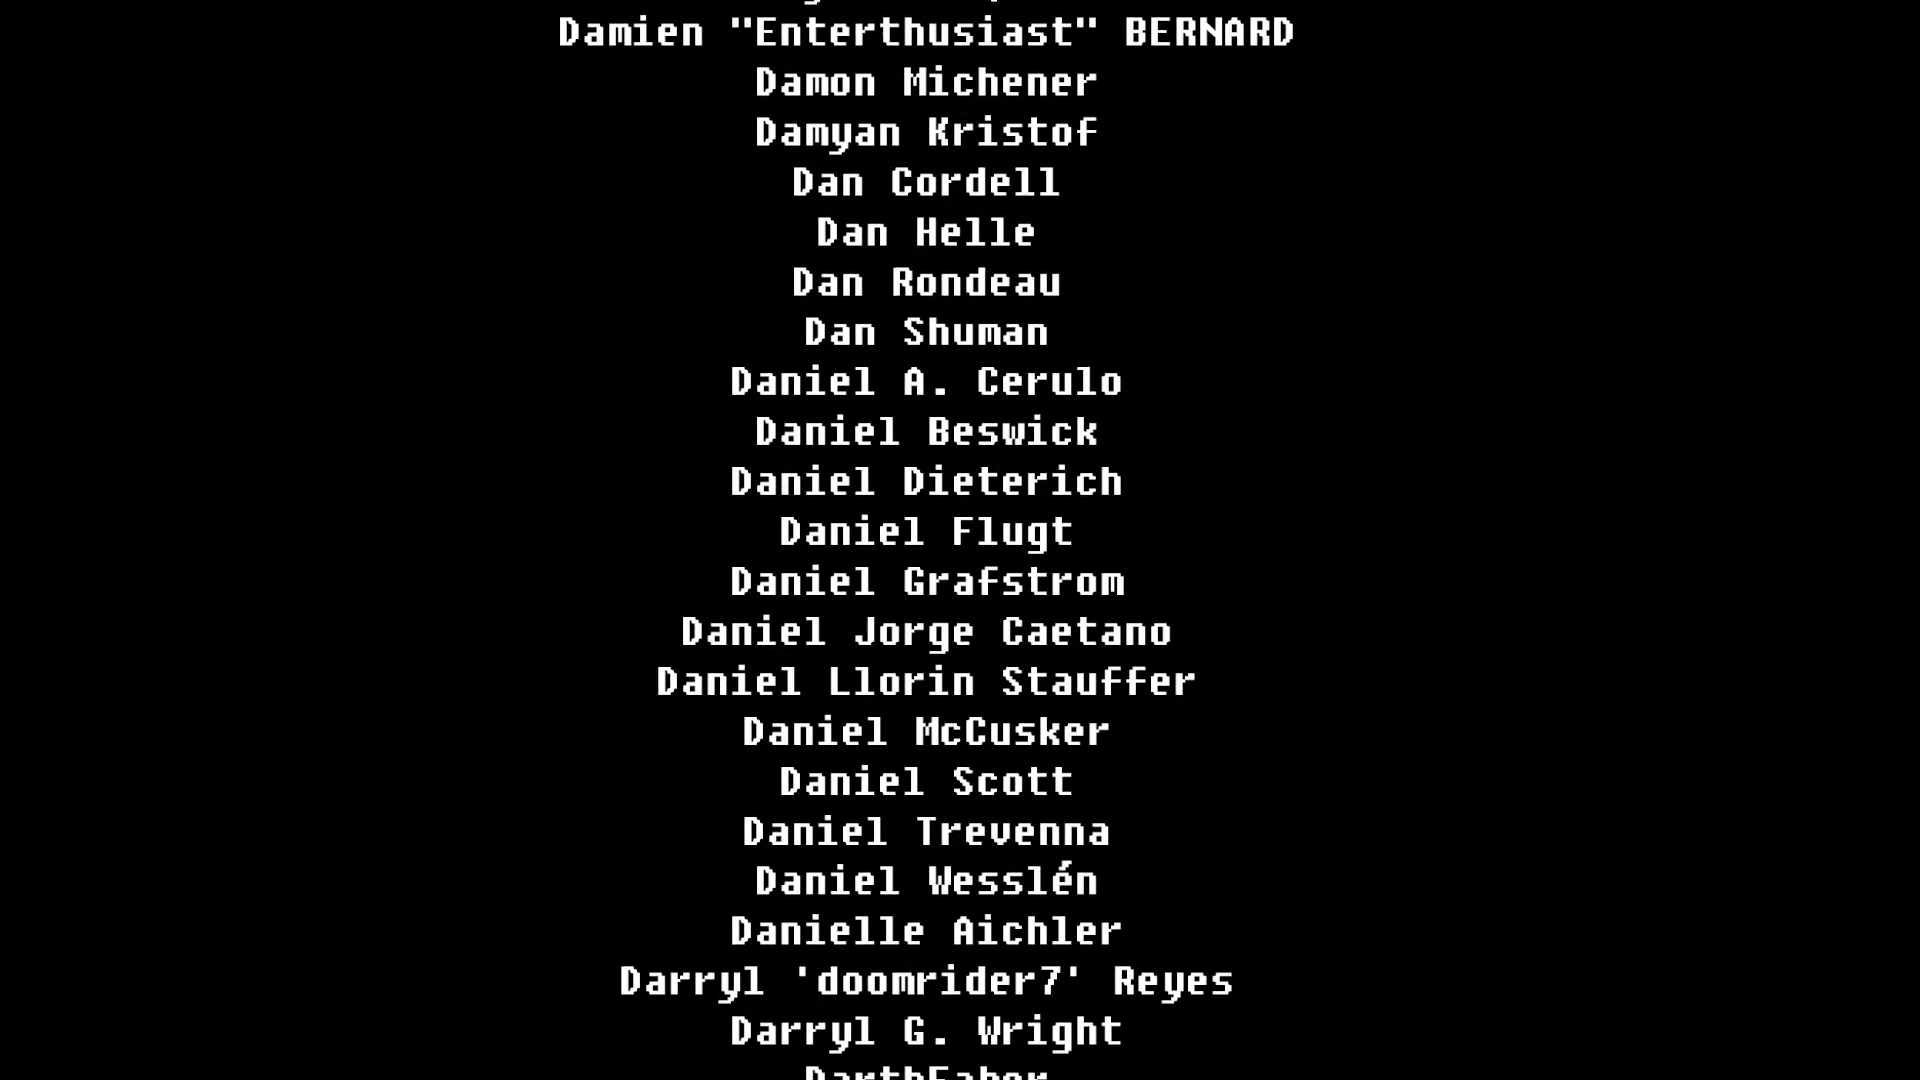 Damien "Enterthusiast" BERNARD
Damon Michener
Damyan Kristof
Dan Cordell
Dan Helle
Dan Rondeau
Dan Shuman
Daniel A. Cerulo
Daniel Beswick
Daniel Dieterich
Daniel Flugt
Daniel Grafstrom
Daniel Jorge Caetano
Daniel Llorin Stauffer
Daniel McCusker
Daniel Scott
Daniel Trevenna
Daniel Wesslén
Danielle Aichler
Darryl 'doomrider7' Reyes
Darryl G. Wright